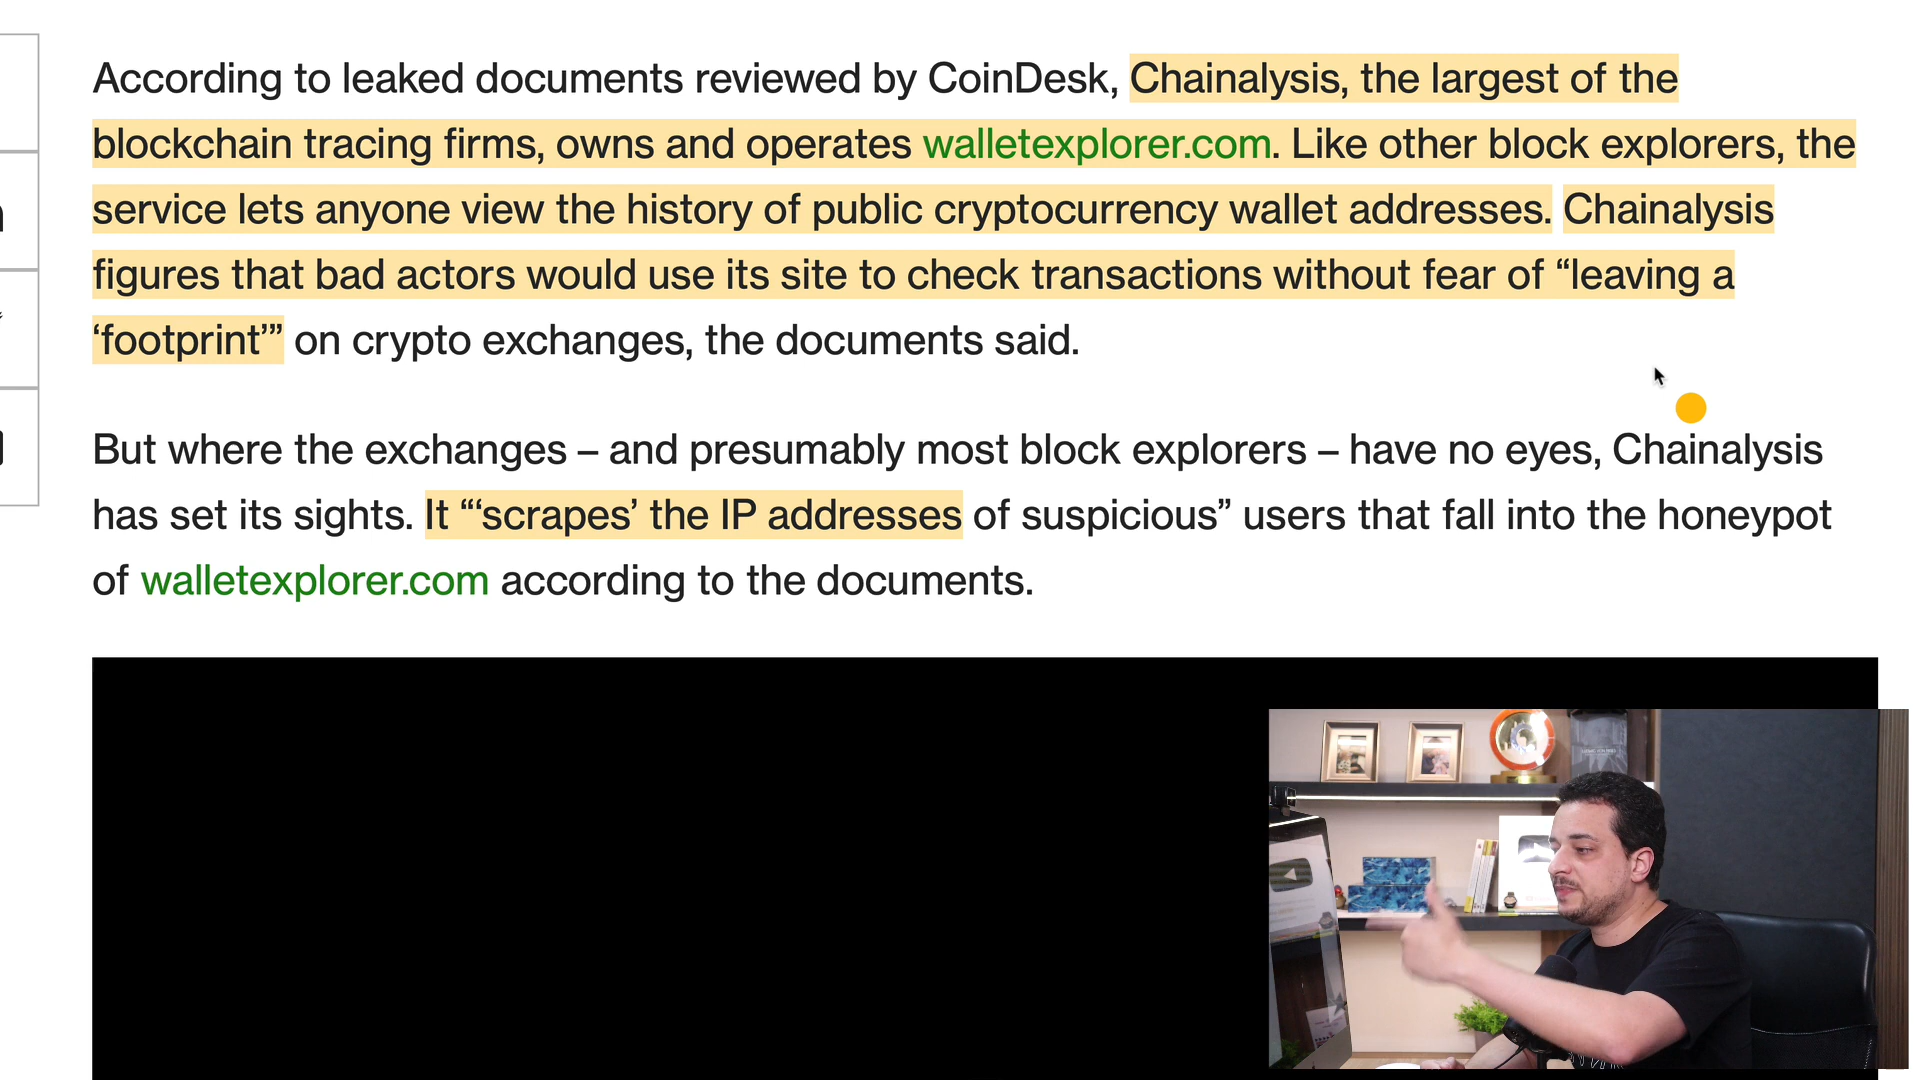 According to leaked documents reviewed by CoinDesk, Chainalysis, the largest of the
blockchain tracing firms, owns and operates walletexplorer.com. Like other block explorers, the
service lets anyone view the history of public cryptocurrency wallet addresses. Chainalysis
figures that bad actors would use its site to check transactions without fear of “leaving a
‘footprint’” on crypto exchanges, the documents said.
But where the exchanges – and presumably most block explorers – have no eyes, Chainalysis
has set its sights. It “‘scrapes’ the IP addresses of suspicious” users that fall into the honeypot
of walletexplorer.com according to the documents.